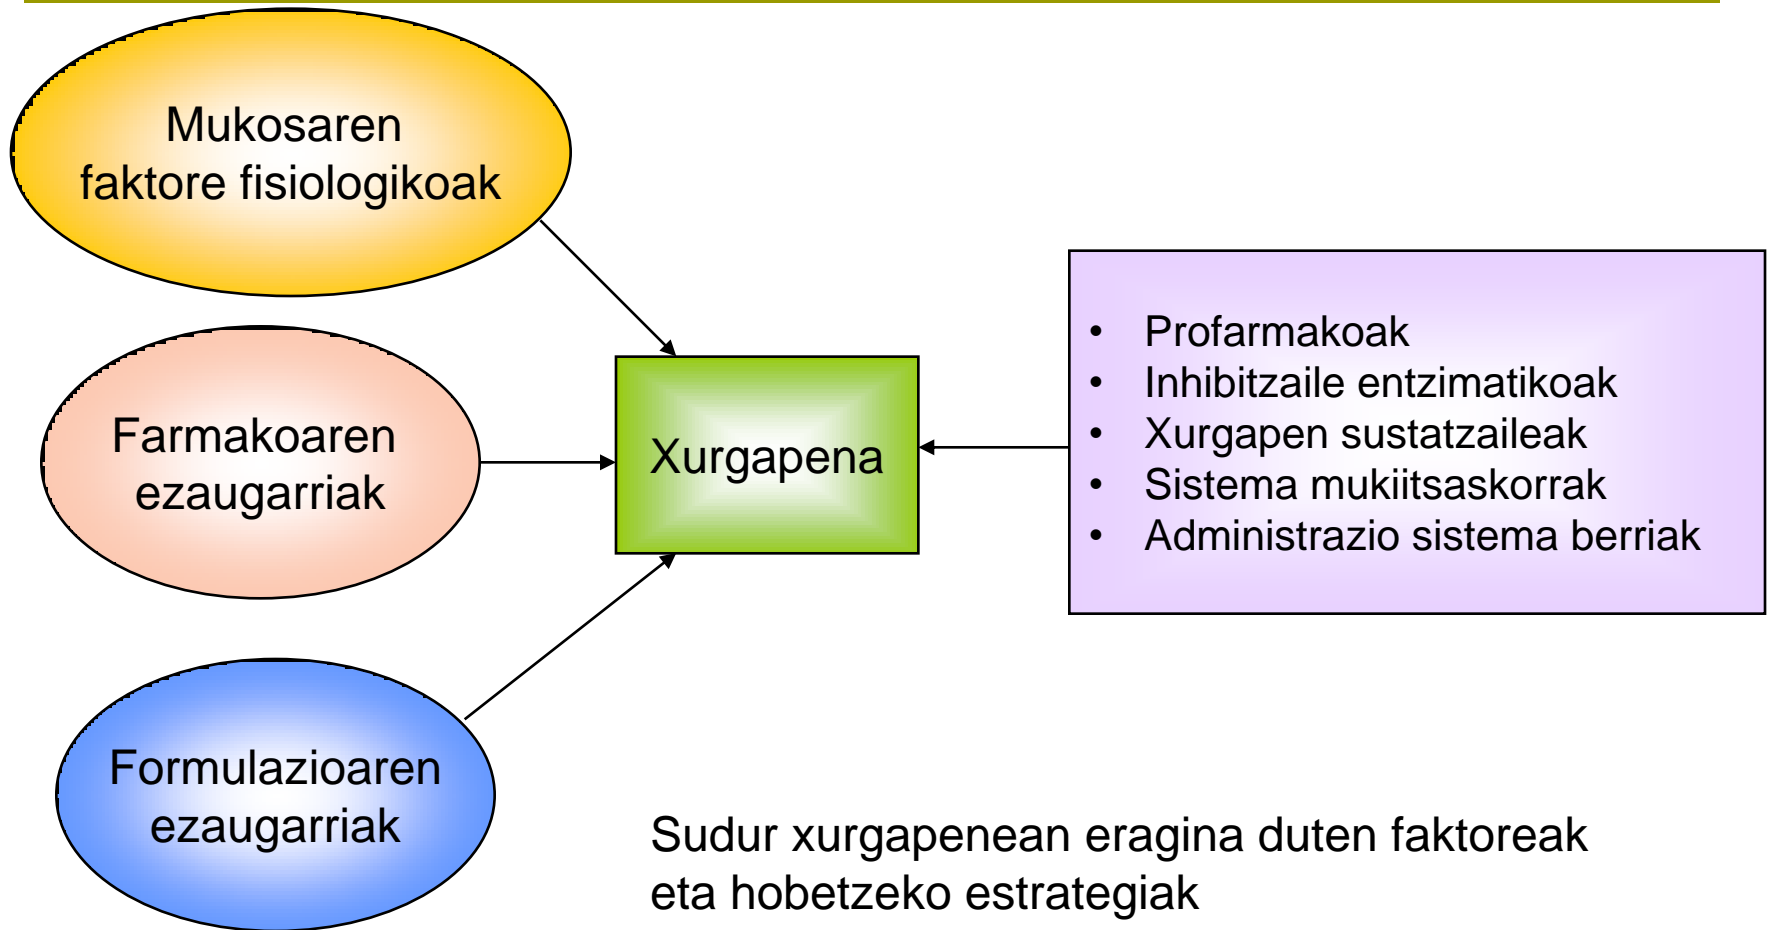 Mukosaren
faktore fisiologikoak
Farmakoaren
ezaugarriak
Formulazioaren
ezaugarriak
Xurgapena
• Profarmakoak
• Inhibitzaile entzimatikoak
• Xurgapen sustatzaileak
• Sistema mukiitsaskorrak
• Administrazio sistema berriak
Sudur xurgapenean eragina duten faktoreak
eta hobetzeko estrategiak